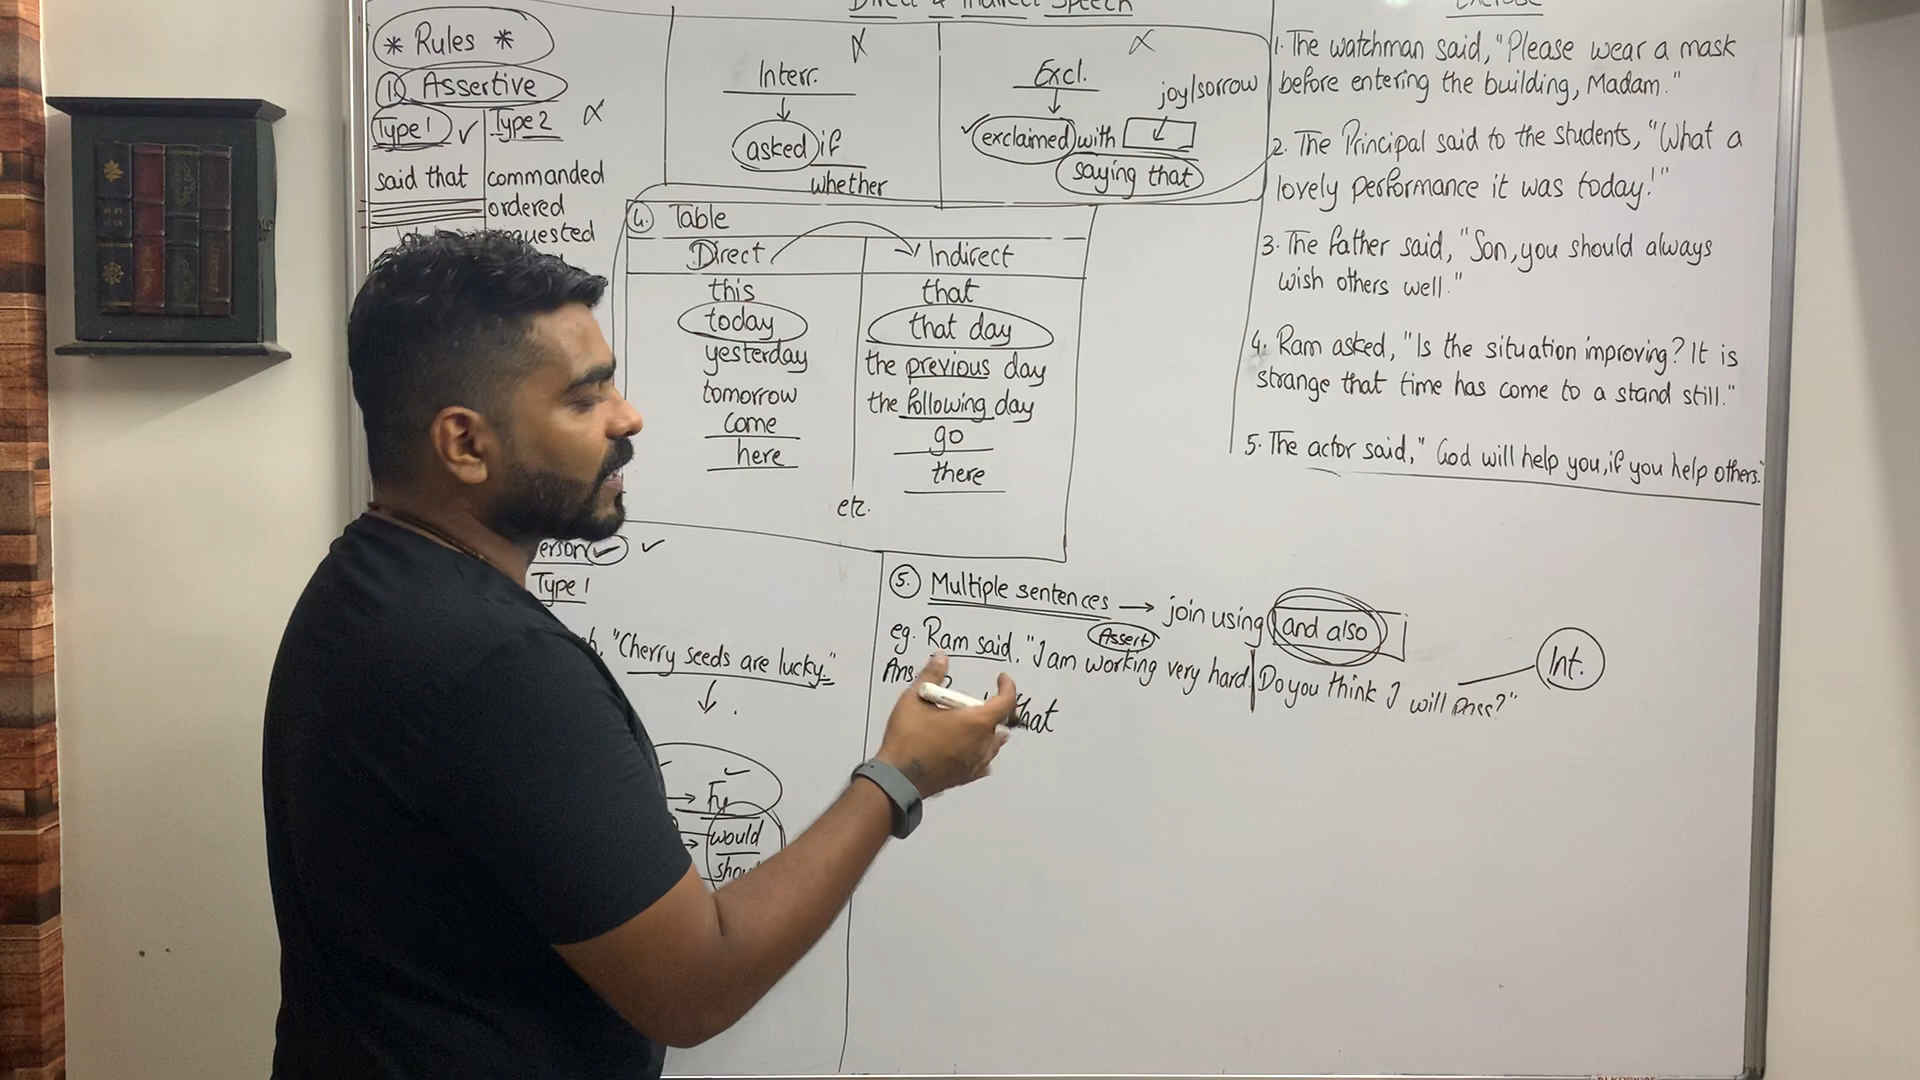 Direct & Indirect Speech
Exercise
* Rules *
① Assertive
Type 1
said that
Type 2
commanded
ordered
requested
Interr.
asked if
whether
Excl.
joy/sorrow
exclaimed with
saying that
4. Table
Direct Indirect
this that
today that day
yesterday the previous day
tomorrow the following day
come go
here there
etc.
1. The watchman said, "Please wear a mask
before entering the building, Madam."
2. The Principal said to the students, "What a
lovely performance it was today!"
3. The father said, "Son, you should always
wish others well."
4. Ram asked, "Is the situation improving? It is
strange that time has come to a stand still."
5. The actor said, "God will help you, if you help others."
Type 1
"Cherry seeds are lucky."
would
5. Multiple sentences → join using and also
Assert
eg. Ram said, "I am working very hard. Do you think I will pass?"
Int.
Ans.
that